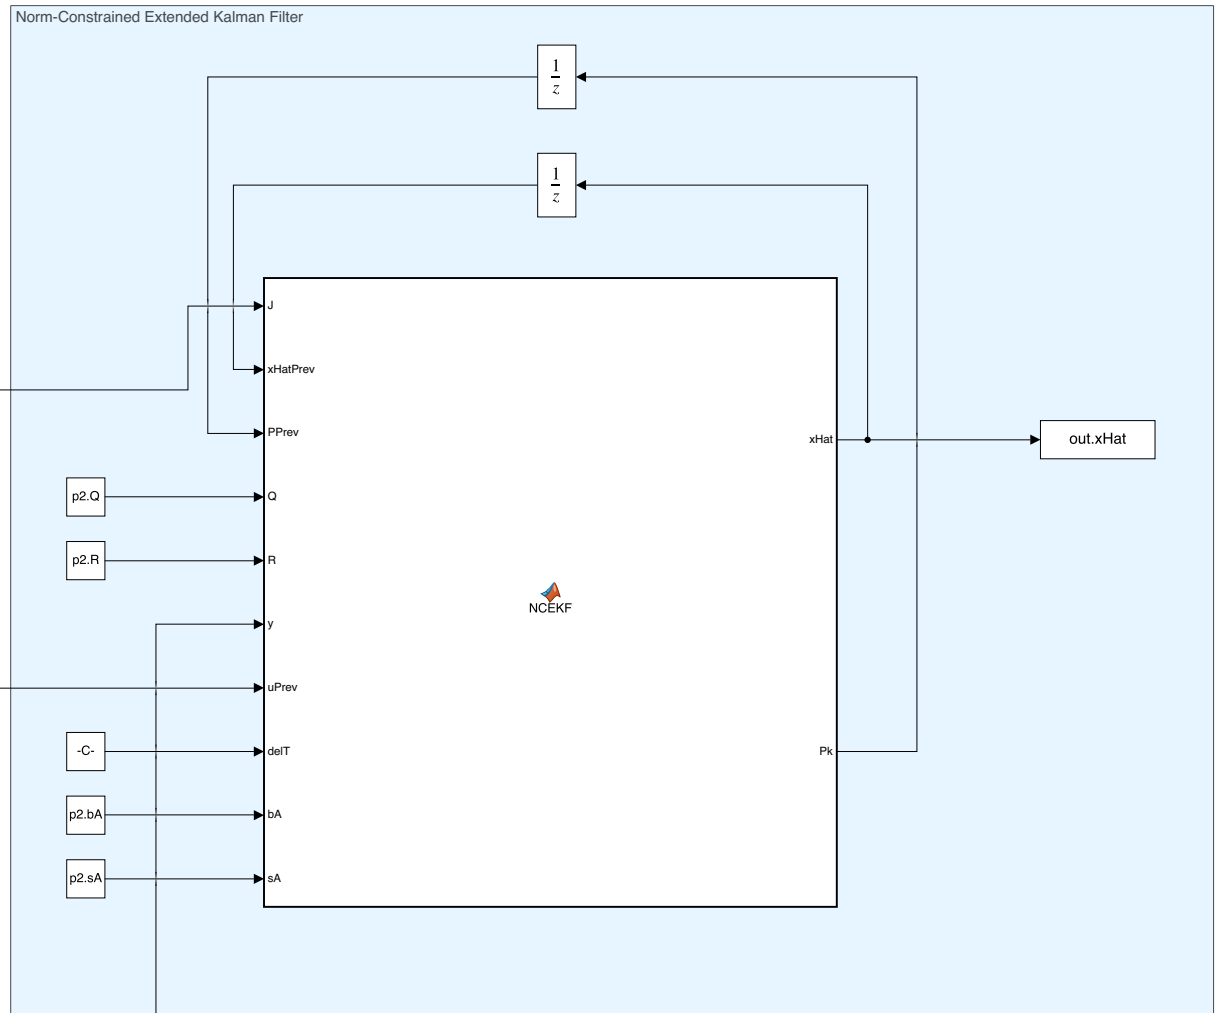 Norm-Constrained Extended Kalman Filter
1
z
1
z
J
xHatPrev
PPrev
xHat
out.xHat
p2.Q
Q
p2.R
R
NCEKF
y
uPrev
-C-
delT
Pk
p2.bA
bA
p2.sA
sA